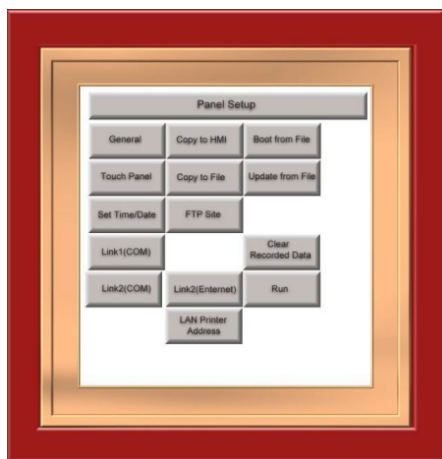 Panel Setup
General
Copy to HMI
Boot from File
Touch Panel
Copy to File
Update from File
Set Time/Date
FTP Site
Link1(COM)
Clear
Recorded Data
Link2(COM)
Link2(Enternet)
Run
LAN Printer
Address